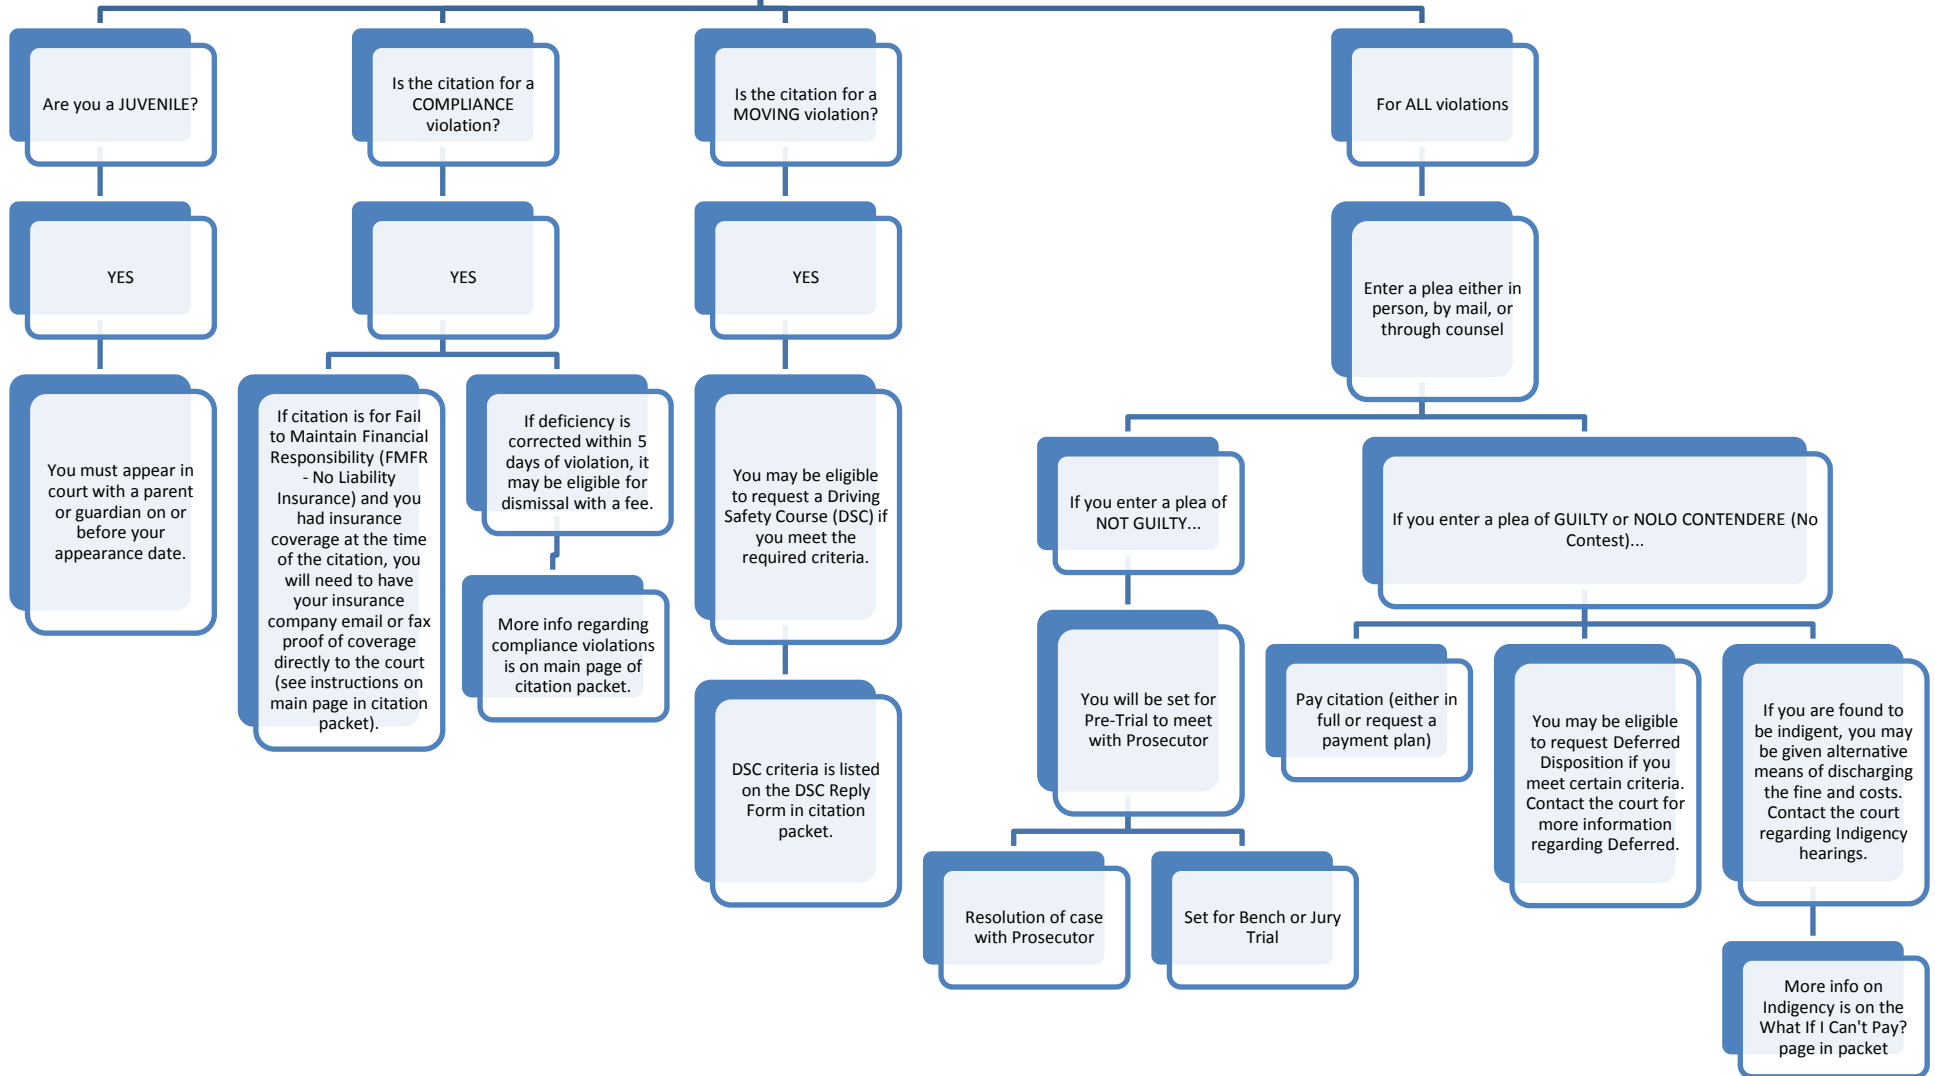 Are you a JUVENILE?
YES
You must appear in
court with a parent
or guardian on or
before your
appearance date.
Is the citation for a
COMPLIANCE
violation?
YES
If citation is for Fail
to Maintain Financial
Responsibility (FMFR
- No Liability
Insurance) and you
had insurance
coverage at the time
of the citation, you
will need to have
your insurance
company email or fax
proof of coverage
directly to the court
(see instructions on
main page in citation
packet).
If deficiency is
corrected within 5
days of violation, it
may be eligible for
dismissal with a fee.
More info regarding
compliance violations
is on main page of
citation packet.
Is the citation for a
MOVING violation?
YES
You may be eligible
to request a Driving
Safety Course (DSC) if
you meet the
required criteria.
DSC criteria is listed
on the DSC Reply
Form in citation
packet.
For ALL violations
Enter a plea either in
person, by mail, or
through counsel
If you enter a plea of
NOT GUILTY...
You will be set for
Pre-Trial to meet
with Prosecutor
Resolution of case
with Prosecutor
Set for Bench or Jury
Trial
If you enter a plea of GUILTY or NOLO CONTENDERE (No
Contest)...
Pay citation (either in
full or request a
payment plan)
You may be eligible
to request Deferred
Disposition if you
meet certain criteria.
Contact the court for
more information
regarding Deferred.
If you are found to
be indigent, you may
be given alternative
means of discharging
the fine and costs.
Contact the court
regarding Indigency
hearings.
More info on
Indigency is on the
What If I Can't Pay?
page in packet